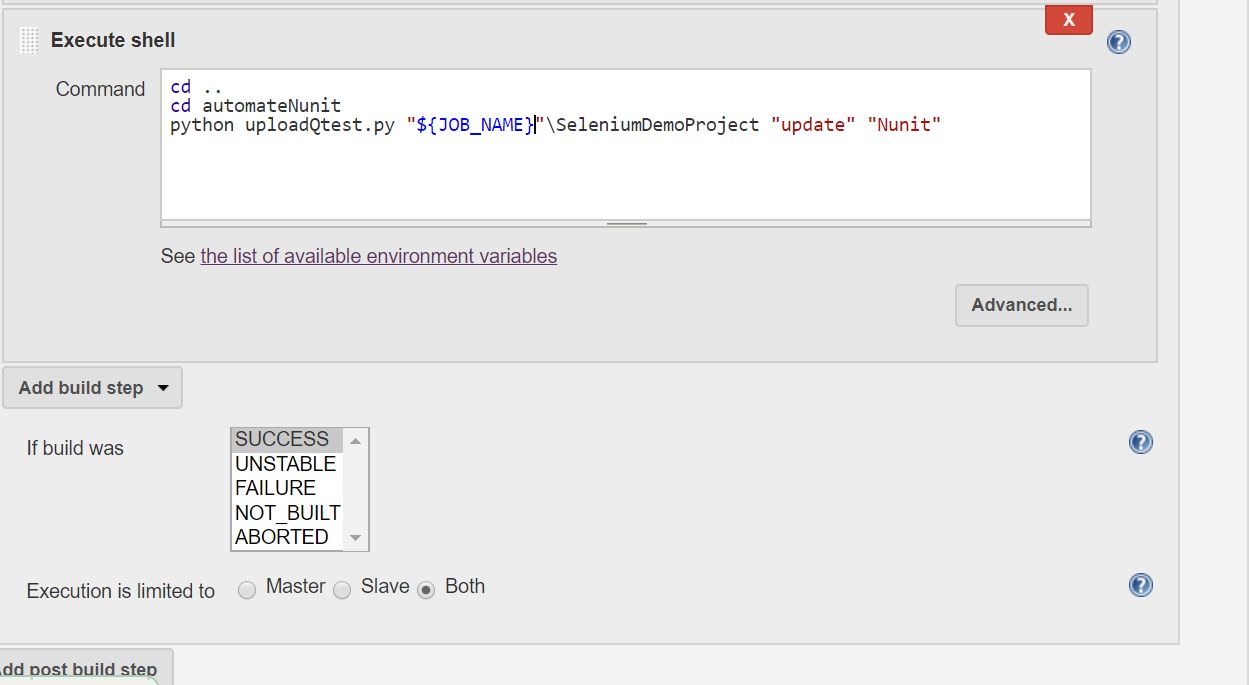 X
Execute shell
?
Command
cd ..
cd automateNunit
python uploadQtest.py "${JOB_NAME}"\SeleniumDemoProject "update" "Nunit"
See the list of available environment variables
Advanced...
Add build step
If build was
SUCCESS
UNSTABLE
FAILURE
NOT_BUILT
ABORTED
?
Execution is limited to Master Slave Both
?
dd post build step